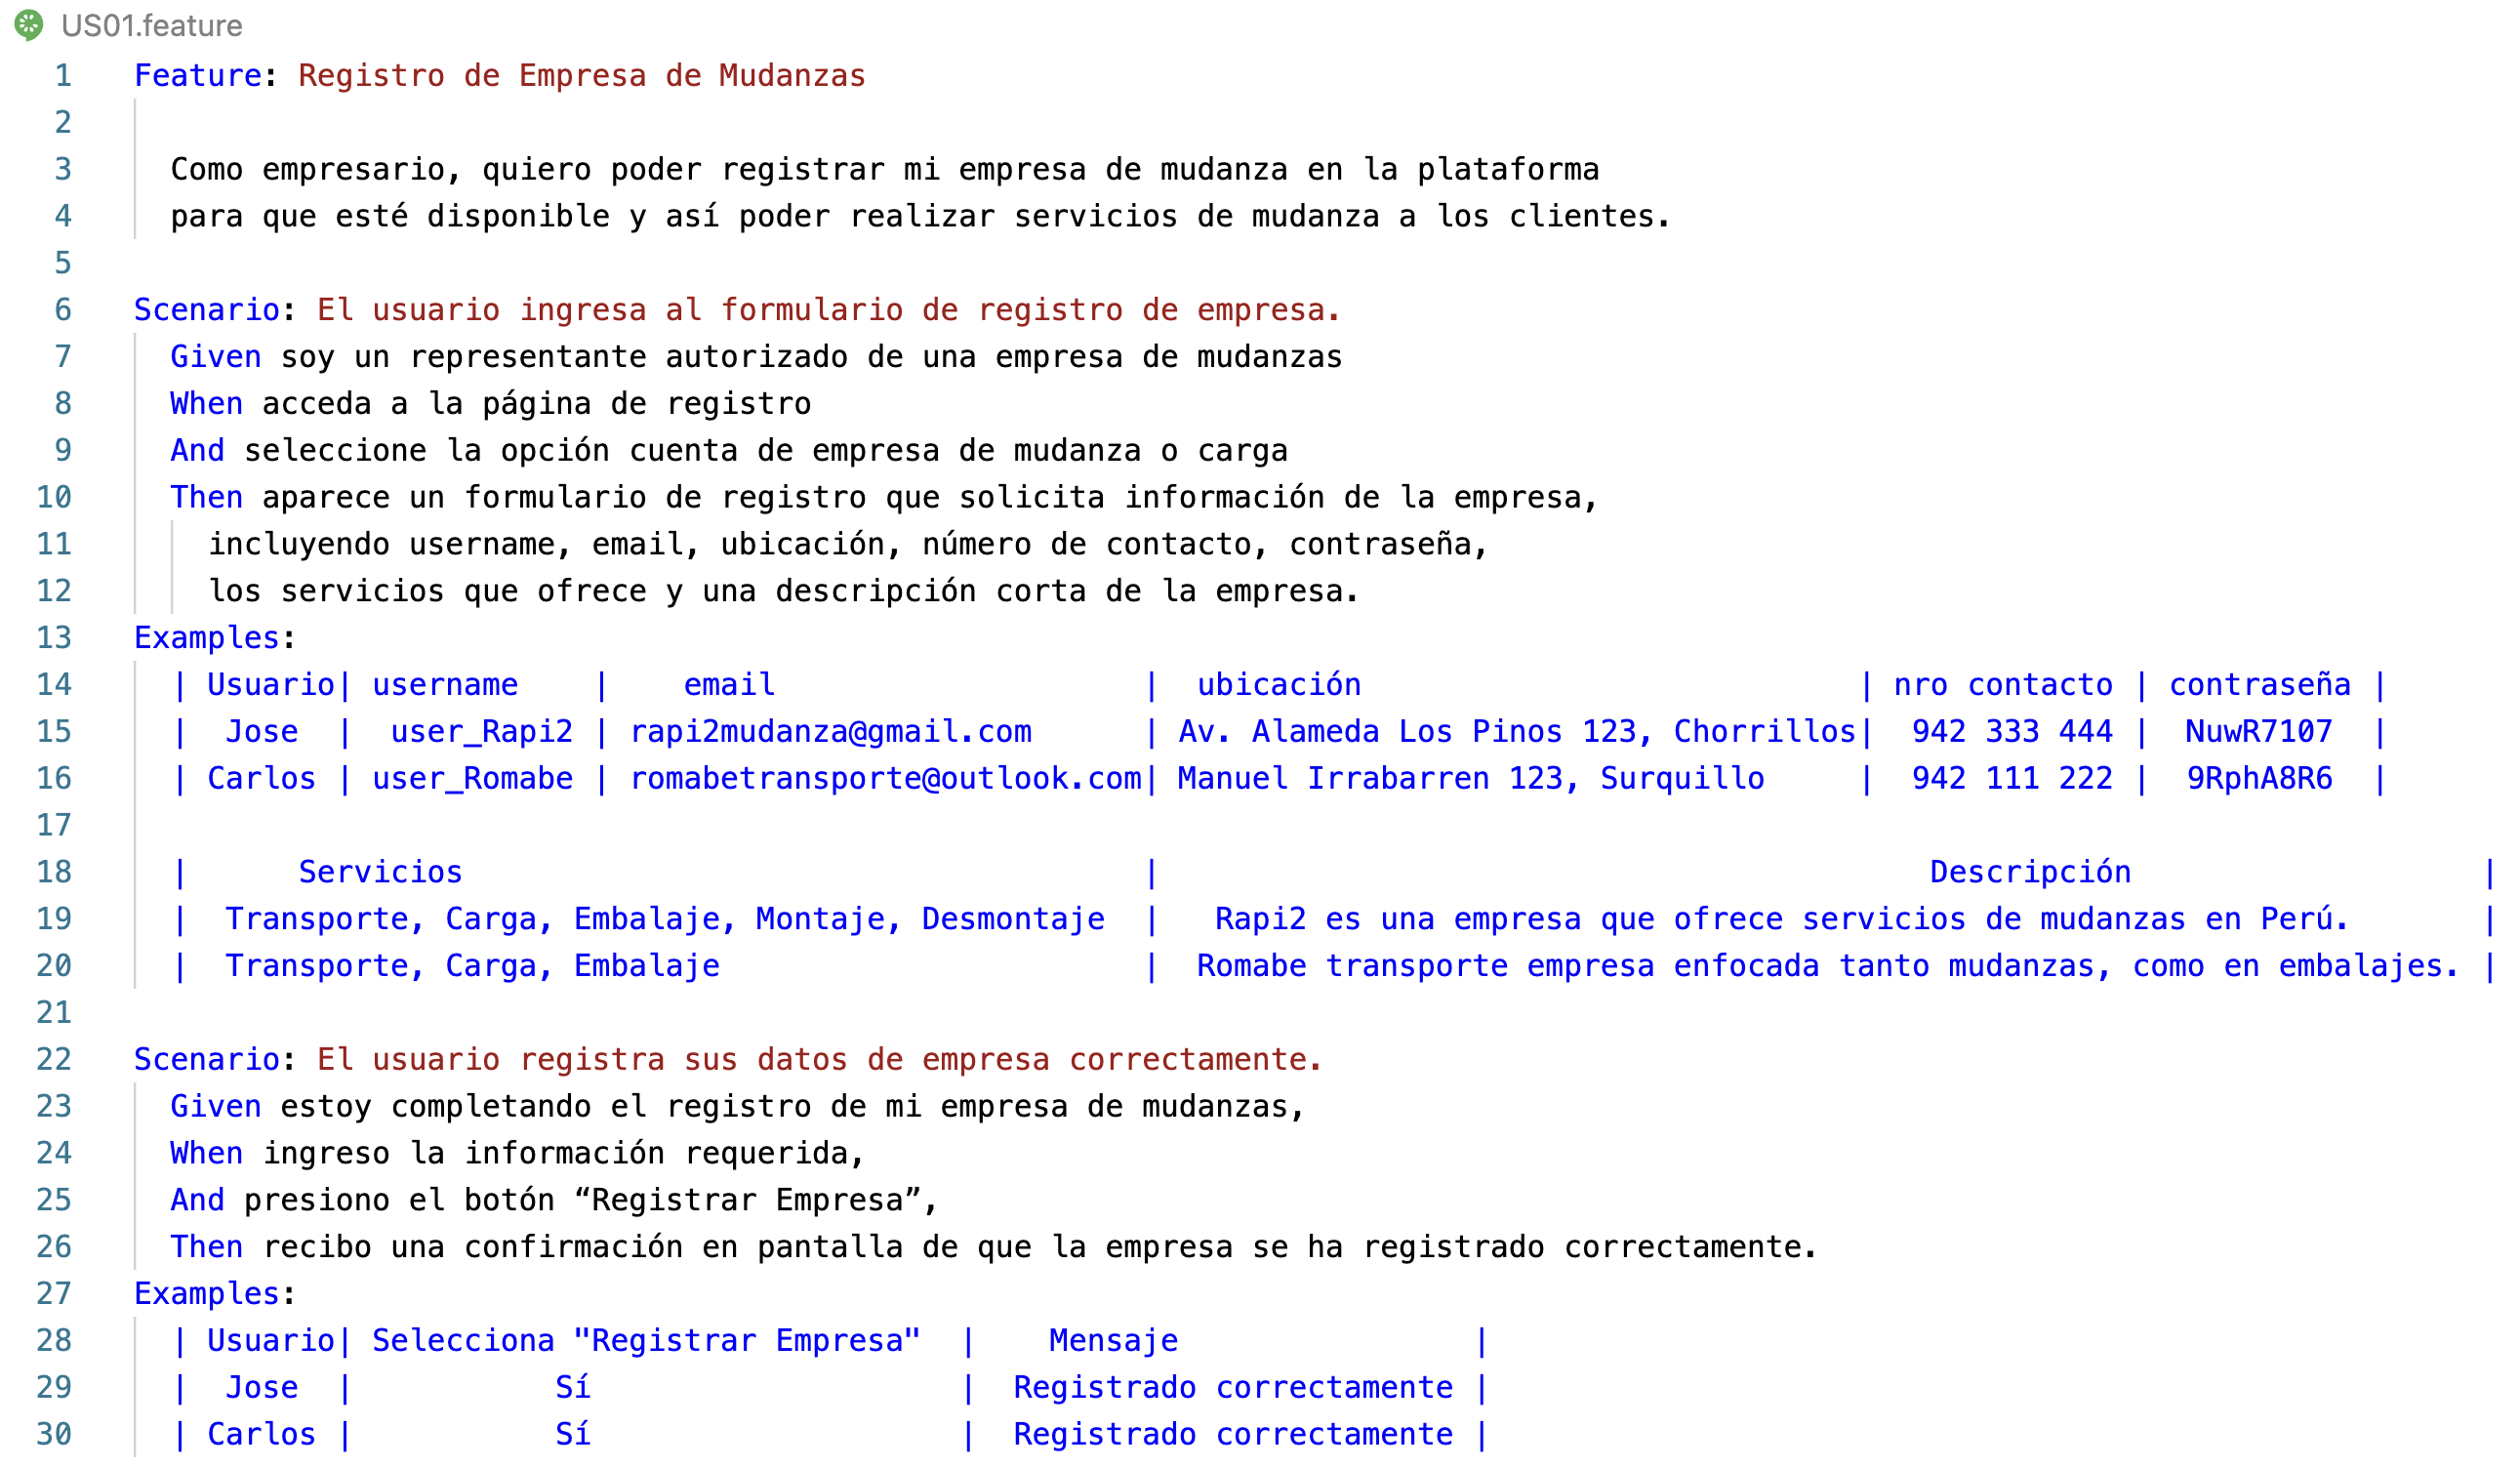 US01.feature
1 Feature: Registro de Empresa de Mudanzas
2
3 Como empresario, quiero poder registrar mi empresa de mudanza en la plataforma
4 para que esté disponible y así poder realizar servicios de mudanza a los clientes.
5
6 Scenario: El usuario ingresa al formulario de registro de empresa.
7 Given soy un representante autorizado de una empresa de mudanzas
8 When acceda a la página de registro
9 And seleccione la opción cuenta de empresa de mudanza o carga
10 Then aparece un formulario de registro que solicita información de la empresa,
11 incluyendo username, email, ubicación, número de contacto, contraseña,
12 los servicios que ofrece y una descripción corta de la empresa.
13 Examples:
14 | Usuario| username | email | ubicación | nro contacto | contraseña |
15 | Jose | user_Rapi2 | rapi2mudanza@gmail.com | Av. Alameda Los Pinos 123, Chorrillos| 942 333 444 | NuwR7107 |
16 | Carlos | user_Romabe | romabetransporte@outlook.com| Manuel Irrabarren 123, Surquillo | 942 111 222 | 9RphA8R6 |
17
18 | Servicios | Descripción |
19 | Transporte, Carga, Embalaje, Montaje, Desmontaje | Rapi2 es una empresa que ofrece servicios de mudanzas en Perú. |
20 | Transporte, Carga, Embalaje | Romabe transporte empresa enfocada tanto mudanzas, como en embalajes. |
21
22 Scenario: El usuario registra sus datos de empresa correctamente.
23 Given estoy completando el registro de mi empresa de mudanzas,
24 When ingreso la información requerida,
25 And presiono el botón “Registrar Empresa”,
26 Then recibo una confirmación en pantalla de que la empresa se ha registrado correctamente.
27 Examples:
28 | Usuario| Selecciona "Registrar Empresa" | Mensaje |
29 | Jose | Sí | Registrado correctamente |
30 | Carlos | Sí | Registrado correctamente |